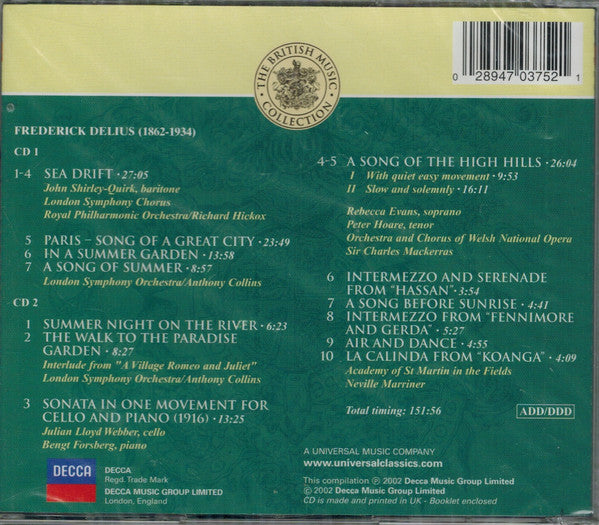 THE BRITISH MUSIC
COLLECTION
0 28947 03752 1
FREDERICK DELIUS (1862-1934)
CD 1
1-4 SEA DRIFT · 27:05
John Shirley-Quirk, baritone
London Symphony Chorus
Royal Philharmonic Orchestra/Richard Hickox
5 PARIS – SONG OF A GREAT CITY · 23:49
6 IN A SUMMER GARDEN · 13:58
7 A SONG OF SUMMER · 8:57
London Symphony Orchestra/Anthony Collins
CD 2
1 SUMMER NIGHT ON THE RIVER · 6:23
2 THE WALK TO THE PARADISE
GARDEN · 8:27
Interlude from "A Village Romeo and Juliet"
London Symphony Orchestra/Anthony Collins
3 SONATA IN ONE MOVEMENT FOR
CELLO AND PIANO (1916) · 13:25
Julian Lloyd Webber, cello
Bengt Forsberg, piano
4-5 A SONG OF THE HIGH HILLS · 26:04
I With quiet easy movement · 9:53
II Slow and solemnly · 16:11
Rebecca Evans, soprano
Peter Hoare, tenor
Orchestra and Chorus of Welsh National Opera
Sir Charles Mackerras
6 INTERMEZZO AND SERENADE
FROM “HASSAN” · 3:54
7 A SONG BEFORE SUNRISE · 4:41
8 INTERMEZZO FROM “FENNIMORE
AND GERDA” · 5:27
9 AIR AND DANCE · 4:55
10 LA CALINDA FROM “KOANGA” · 4:09
Academy of St Martin in the Fields
Neville Marriner
Total timing: 151:56
ADD/DDD
DECCA
DECCA
Regd. Trade Mark
DECCA MUSIC GROUP LIMITED
London, England
A UNIVERSAL MUSIC COMPANY
www.universalclassics.com
This compilation ℗ 2002 Decca Music Group Limited
© 2002 Decca Music Group Limited
CD is made and printed in UK - Booklet enclosed